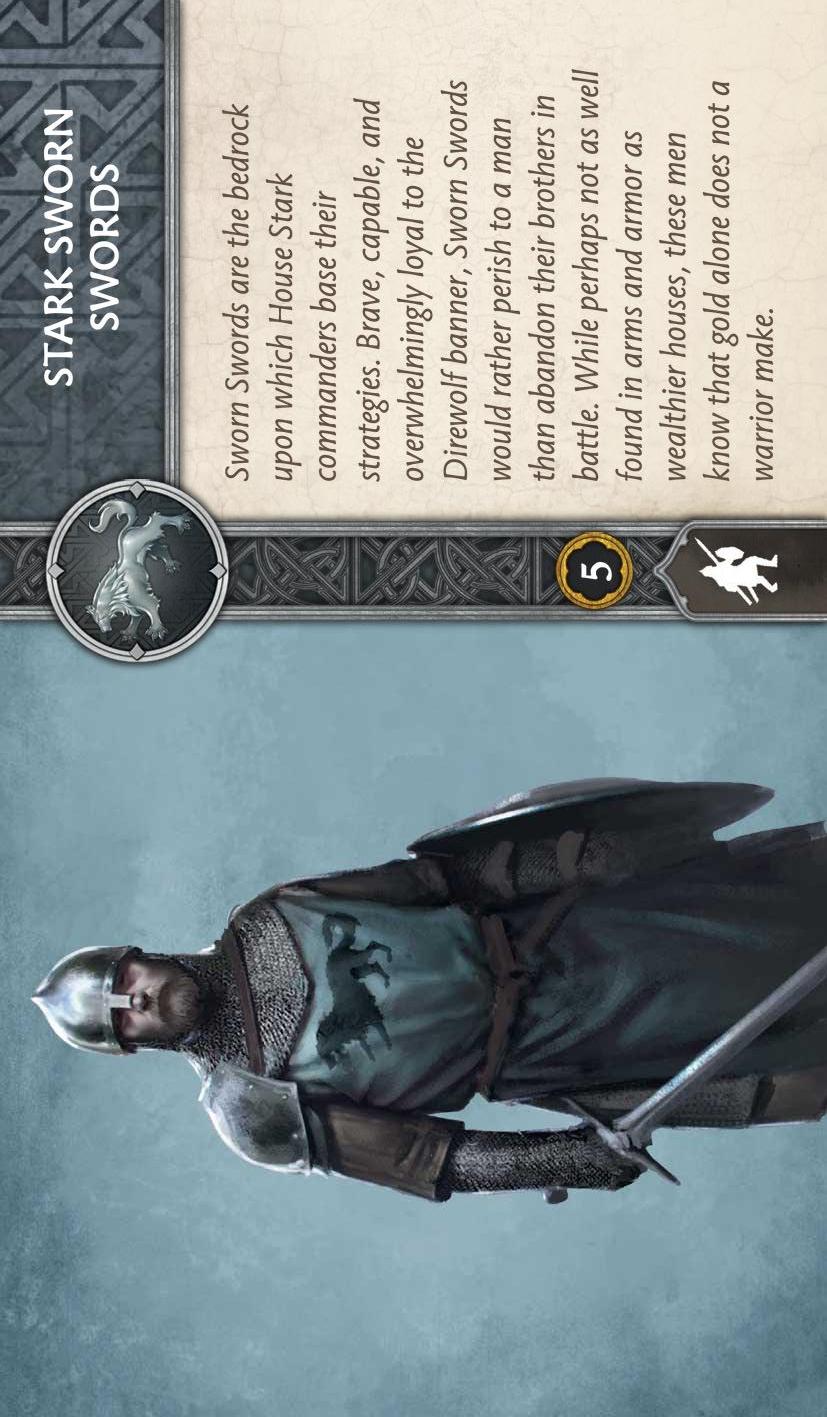 STARK SWORN
SWORDS
Sworn Swords are the bedrock
upon which House Stark
commanders base their
strategies. Brave, capable, and
overwhelmingly loyal to the
Direwolf banner, Sworn Swords
would rather perish to a man
than abandon their brothers in
battle. While perhaps not as well
found in arms and armor as
wealthier houses, these men
know that gold alone does not a
warrior make.
5